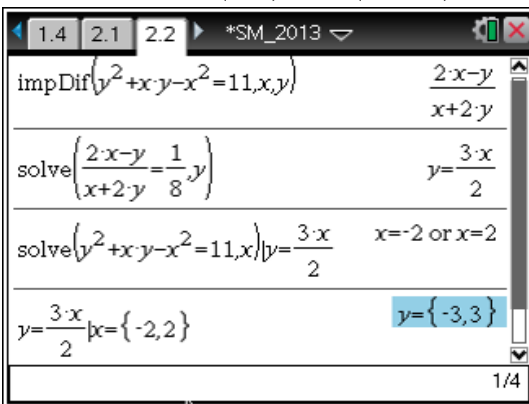 1.4 2.1 2.2 *SM_2013
impDif(y²+x·y−x²=11,x,y) (2·x−y)/(x+2·y)
solve((2·x−y)/(x+2·y)=1/8,y) y=(3·x)/2
solve(y²+x·y−x²=11,x)|y=(3·x)/2 x=-2 or x=2
y=(3·x)/2|x={-2,2} y={-3,3}
1/4